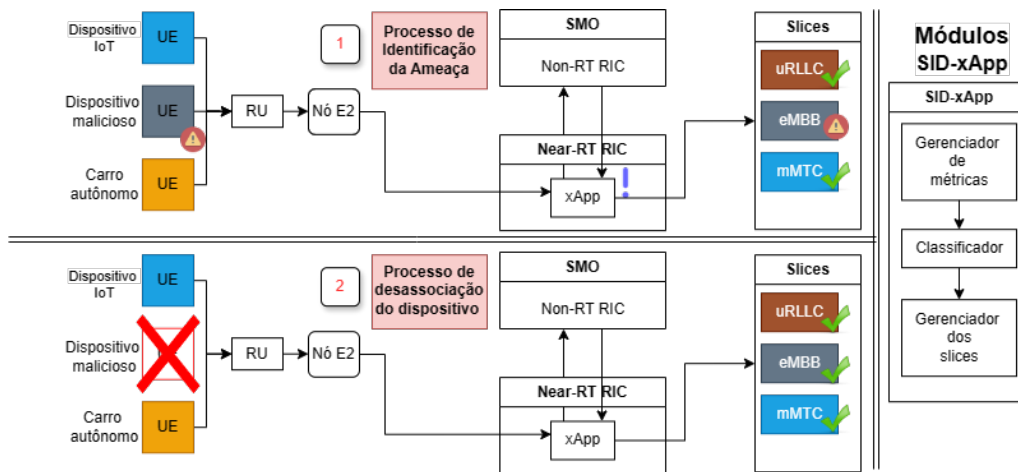 Dispositivo
IoT
UE
1
Processo de
Identificação
da Ameaça
SMO
Non-RT RIC
Slices
uRLLC
Dispositivo
malicioso
UE
RU
Nó E2
eMBB
Carro
autônomo
UE
Near-RT RIC
xApp
!
mMTC
Dispositivo
IoT
UE
2
Processo de
desassociação
do dispositivo
SMO
Non-RT RIC
Slices
uRLLC
Dispositivo
malicioso
RU
Nó E2
eMBB
Carro
autônomo
UE
Near-RT RIC
xApp
mMTC
Módulos
SID-xApp
SID-xApp
Gerenciador
de
métricas
Classificador
Gerenciador
dos
slices